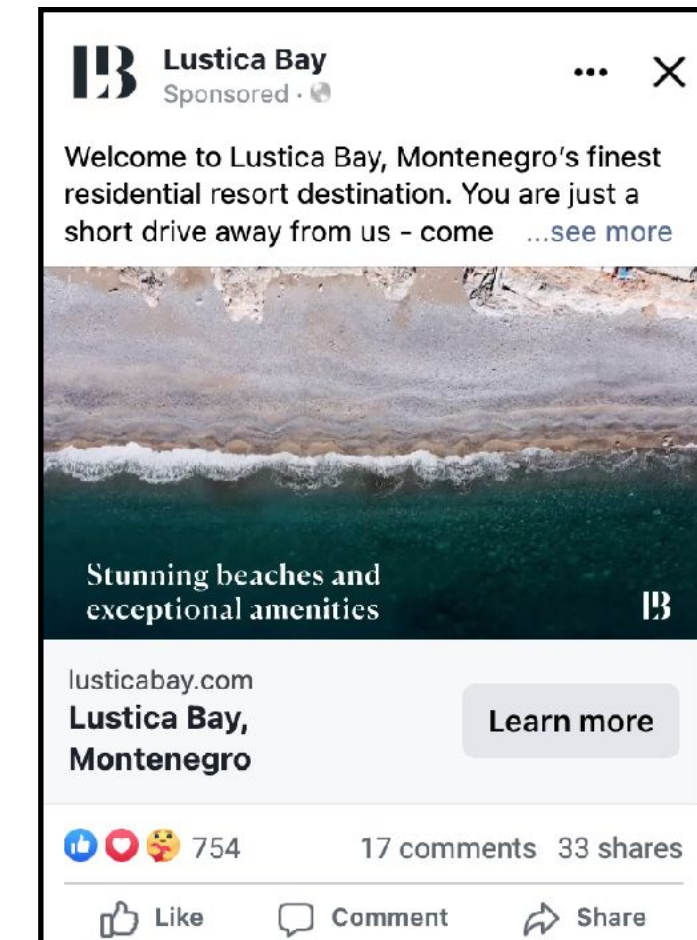 LB Lustica Bay
Sponsored ·
Welcome to Lustica Bay, Montenegro's finest
residential resort destination. You are just a
short drive away from us - come ...see more
Stunning beaches and
exceptional amenities
LB
lusticabay.com
Lustica Bay,
Montenegro
Learn more
754
17 comments 33 shares
Like Comment Share